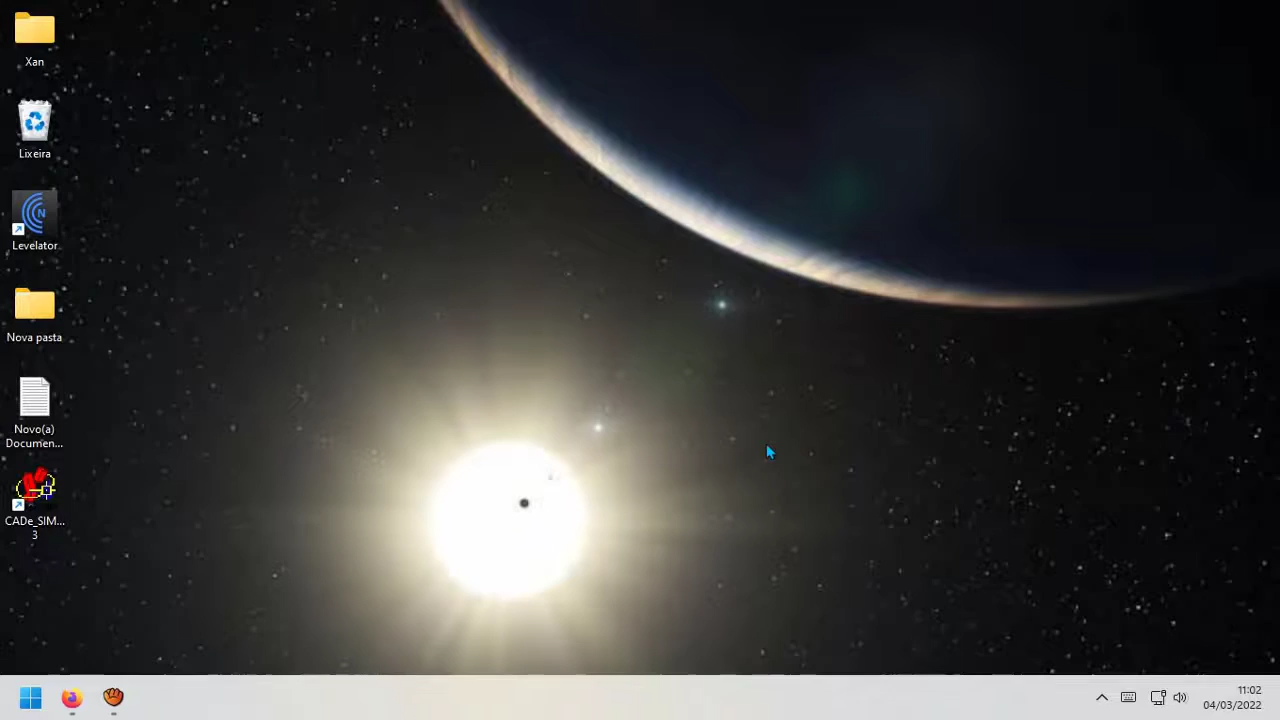 Xan
Lixeira
N
Levelator
Nova pasta
Novo(a)
Documen...
CADe_SIM...
3
11:02
04/03/2022